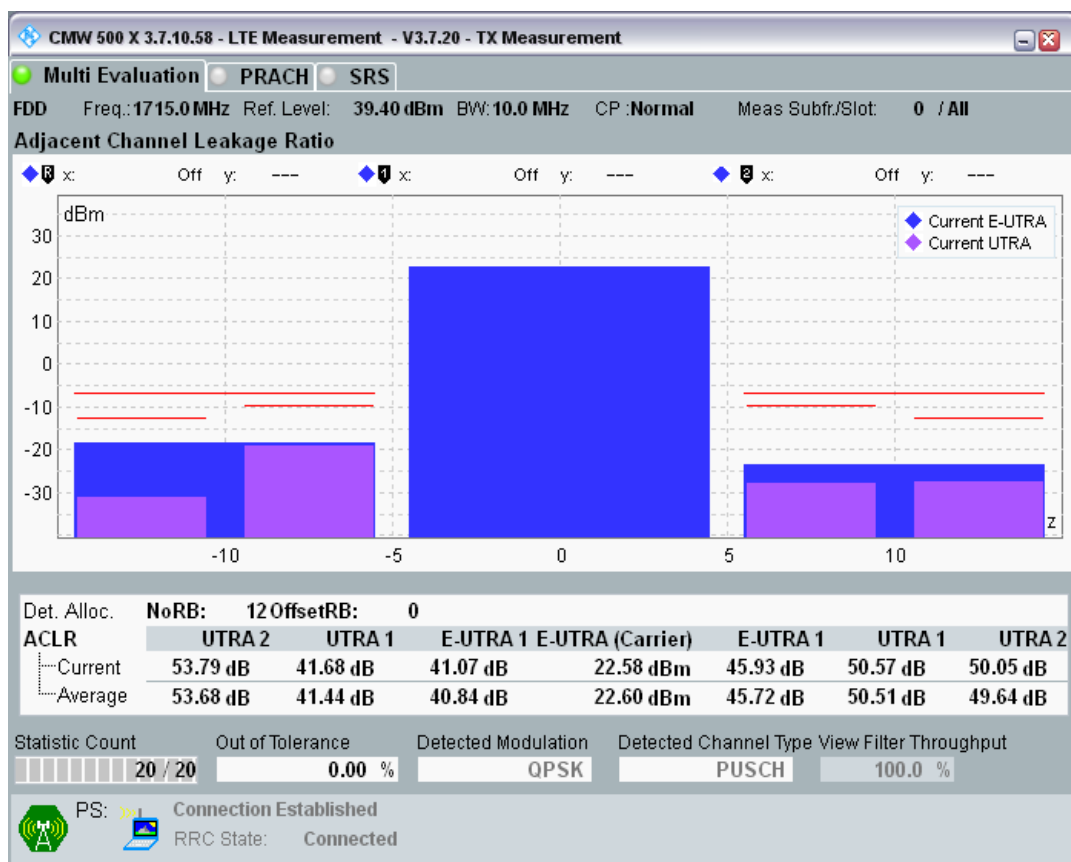 CMW 500 X 3.7.10.58 - LTE Measurement - V3.7.20 - TX Measurement
Multi Evaluation PRACH SRS
FDD Freq.: 1715.0 MHz Ref. Level: 39.40 dBm BW: 10.0 MHz CP : Normal Meas Subfr./Slot: 0 / All
Adjacent Channel Leakage Ratio
R x: Off y: --- 1 x: Off y: --- 2 x: Off y: ---
dBm
Current E-UTRA
Current UTRA
30
20
10
0
-10
-20
-30
z
-10 -5 0 5 10
Det. Alloc. NoRB: 12 OffsetRB: 0
ACLR UTRA 2 UTRA 1 E-UTRA 1 E-UTRA (Carrier) E-UTRA 1 UTRA 1 UTRA 2
Current 53.79 dB 41.68 dB 41.07 dB 22.58 dBm 45.93 dB 50.57 dB 50.05 dB
Average 53.68 dB 41.44 dB 40.84 dB 22.60 dBm 45.72 dB 50.51 dB 49.64 dB
Statistic Count Out of Tolerance Detected Modulation Detected Channel Type View Filter Throughput
20 / 20 0.00 % QPSK PUSCH 100.0 %
PS: Connection Established
RRC State: Connected